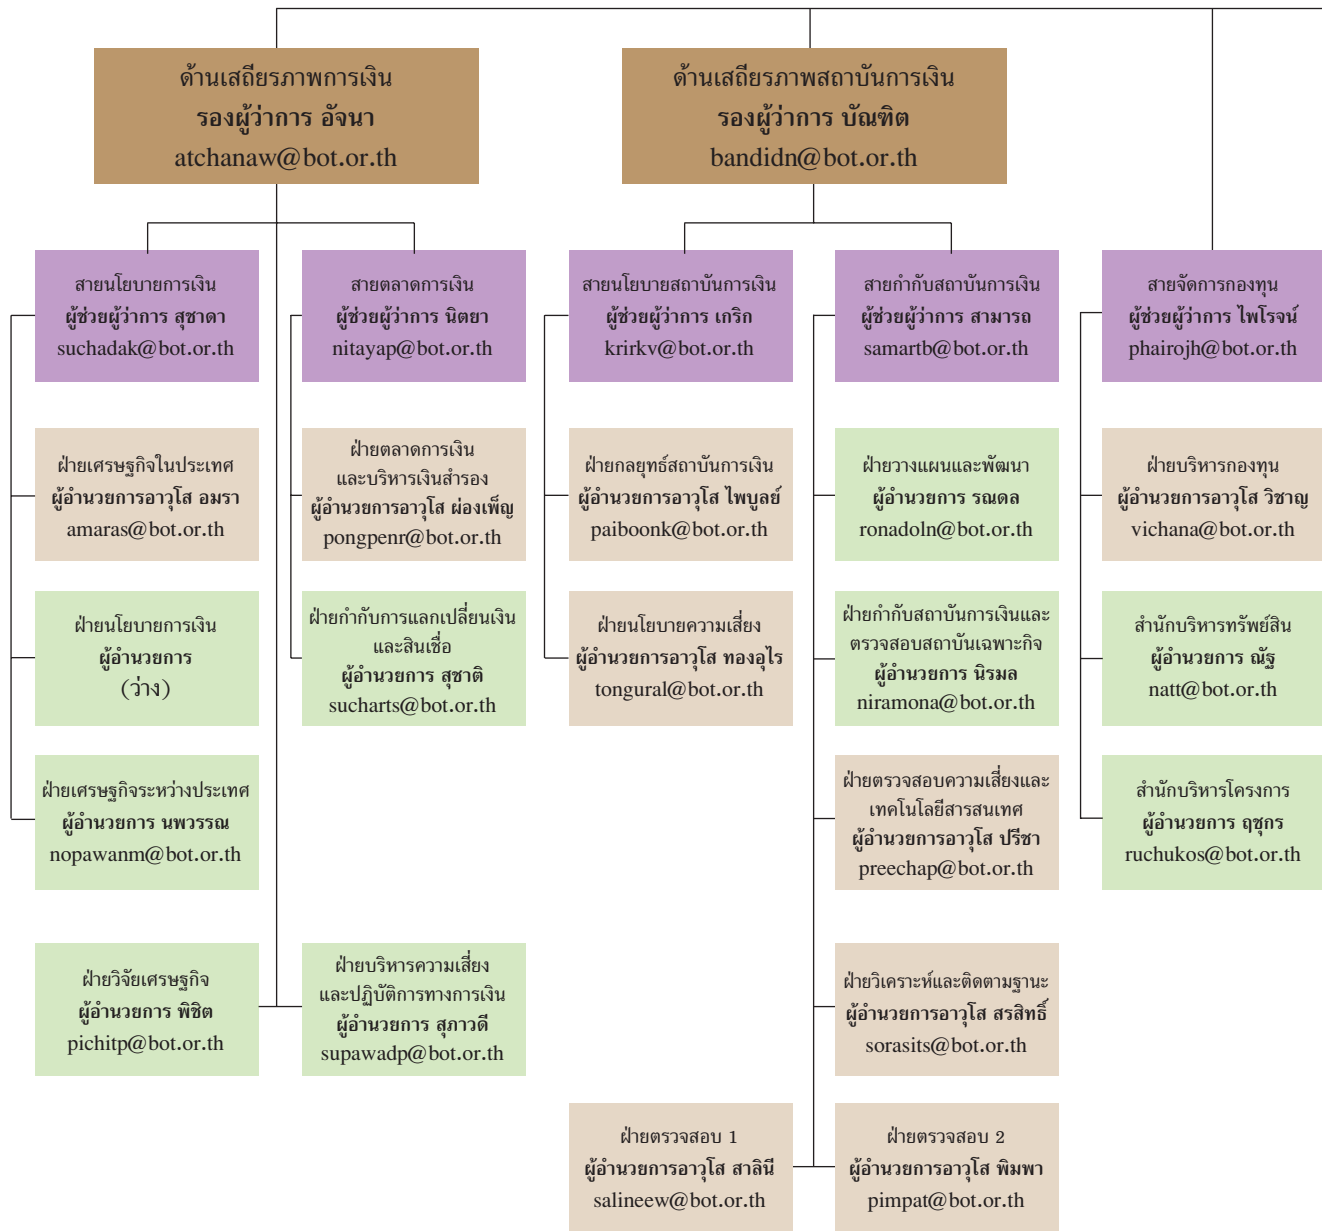 ด้านเสถียรภาพการเงิน
รองผู้ว่าการ อัจนา
atchanaw@bot.or.th
ด้านเสถียรภาพสถาบันการเงิน
รองผู้ว่าการ บัณฑิต
bandidn@bot.or.th
สายนโยบายการเงิน
ผู้ช่วยผู้ว่าการ สุชาดา
suchadak@bot.or.th
สายตลาดการเงิน
ผู้ช่วยผู้ว่าการ นิตยา
nitayap@bot.or.th
สายนโยบายสถาบันการเงิน
ผู้ช่วยผู้ว่าการ เกริก
krirkv@bot.or.th
สายกำกับสถาบันการเงิน
ผู้ช่วยผู้ว่าการ สามารถ
samartb@bot.or.th
สายจัดการกองทุน
ผู้ช่วยผู้ว่าการ ไพโรจน์
phairojh@bot.or.th
ฝ่ายเศรษฐกิจในประเทศ
ผู้อำนวยการอาวุโส อมรา
amaras@bot.or.th
ฝ่ายตลาดการเงิน
และบริหารเงินสำรอง
ผู้อำนวยการอาวุโส ผ่องเพ็ญ
pongpenr@bot.or.th
ฝ่ายกลยุทธ์สถาบันการเงิน
ผู้อำนวยการอาวุโส ไพบูลย์
paiboonk@bot.or.th
ฝ่ายวางแผนและพัฒนา
ผู้อำนวยการ รณดล
ronadoln@bot.or.th
ฝ่ายบริหารกองทุน
ผู้อำนวยการอาวุโส วิชาญ
vichana@bot.or.th
ฝ่ายนโยบายการเงิน
ผู้อำนวยการ
(ว่าง)
ฝ่ายกำกับการแลกเปลี่ยนเงิน
และสินเชื่อ
ผู้อำนวยการ สุชาติ
sucharts@bot.or.th
ฝ่ายนโยบายความเสี่ยง
ผู้อำนวยการอาวุโส ทองอุไร
tongural@bot.or.th
ฝ่ายกำกับสถาบันการเงินและ
ตรวจสอบสถาบันเฉพาะกิจ
ผู้อำนวยการ นิรมล
niramona@bot.or.th
สำนักบริหารทรัพย์สิน
ผู้อำนวยการ ณัฐ
natt@bot.or.th
ฝ่ายเศรษฐกิจระหว่างประเทศ
ผู้อำนวยการ นพวรรณ
nopawanm@bot.or.th
ฝ่ายตรวจสอบความเสี่ยงและ
เทคโนโลยีสารสนเทศ
ผู้อำนวยการอาวุโส ปรีชา
preechap@bot.or.th
สำนักบริหารโครงการ
ผู้อำนวยการ ฤชุกร
ruchukos@bot.or.th
ฝ่ายวิจัยเศรษฐกิจ
ผู้อำนวยการ พิชิต
pichitp@bot.or.th
ฝ่ายบริหารความเสี่ยง
และปฏิบัติการทางการเงิน
ผู้อำนวยการ สุภาวดี
supawadp@bot.or.th
ฝ่ายวิเคราะห์และติดตามฐานะ
ผู้อำนวยการอาวุโส สรสิทธิ์
sorasits@bot.or.th
ฝ่ายตรวจสอบ 1
ผู้อำนวยการอาวุโส สาลินี
salineew@bot.or.th
ฝ่ายตรวจสอบ 2
ผู้อำนวยการอาวุโส พิมพา
pimpat@bot.or.th